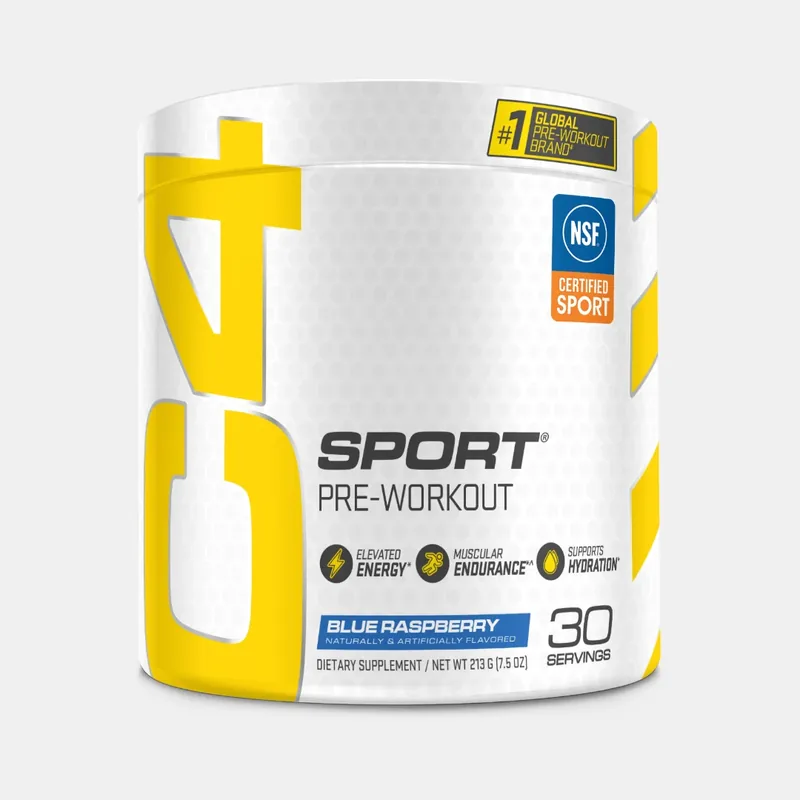 C4
#1 GLOBAL
PRE-WORKOUT
BRAND‡
NSF®
CERTIFIED
SPORT
SPORT®
PRE-WORKOUT
ELEVATED
ENERGY*
MUSCULAR
ENDURANCE*^
SUPPORTS
HYDRATION*
BLUE RASPBERRY
NATURALLY & ARTIFICIALLY FLAVORED
30
SERVINGS
DIETARY SUPPLEMENT / NET WT 213 G (7.5 OZ)